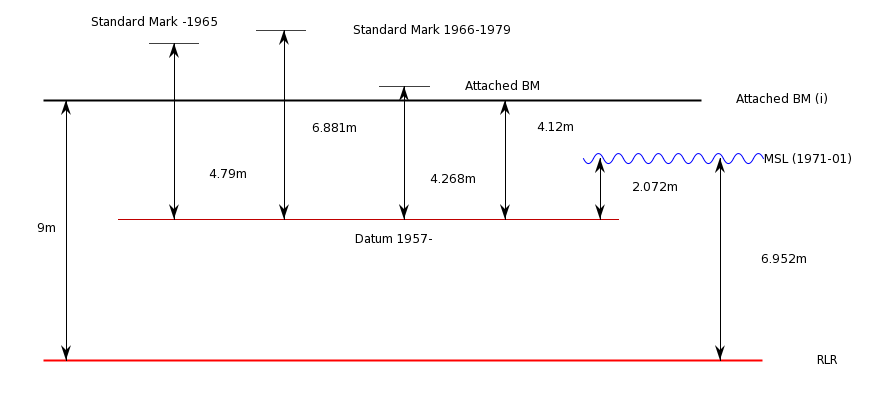 Standard Mark -1965
Standard Mark 1966-1979
Attached BM
Attached BM (i)
6.881m
4.12m
MSL (1971-01)
4.79m
4.268m
2.072m
9m
Datum 1957-
6.952m
RLR